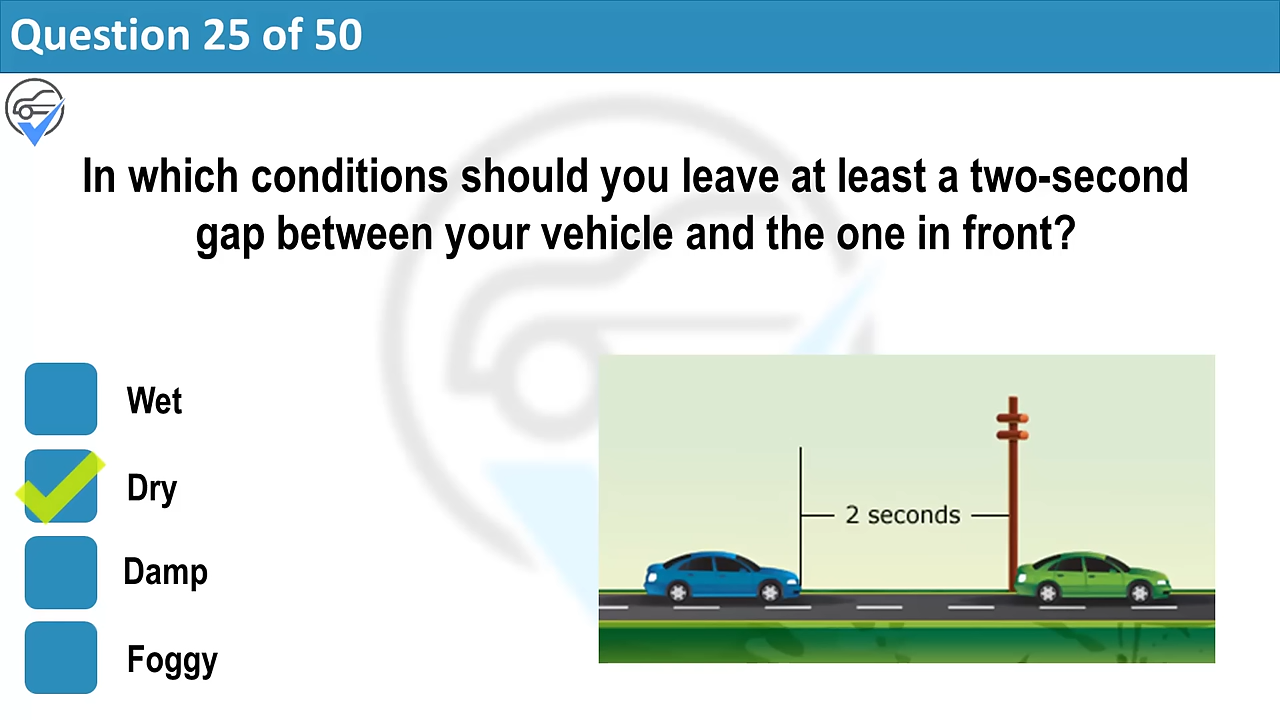 Question 25 of 50
In which conditions should you leave at least a two-second
gap between your vehicle and the one in front?
Wet
Dry
Damp
Foggy
2 seconds